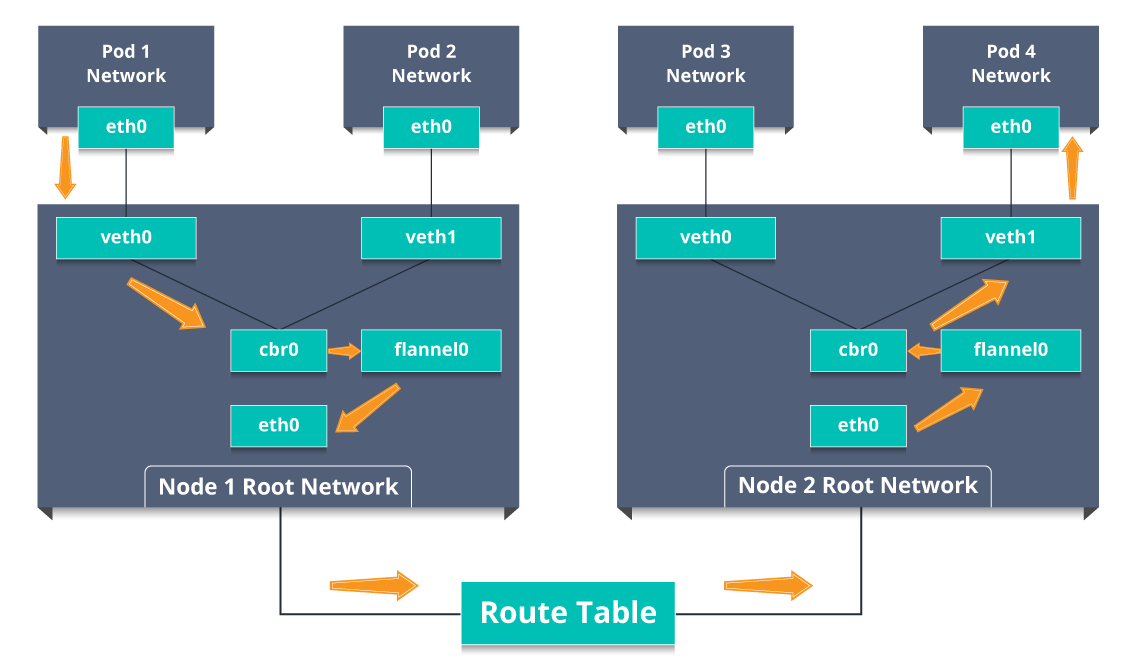 Pod 1
Network
Pod 2
Network
Pod 3
Network
Pod 4
Network
eth0
eth0
eth0
eth0
veth0
veth1
veth0
veth1
cbr0
flannel0
cbr0
flannel0
eth0
eth0
Node 1 Root Network
Node 2 Root Network
Route Table